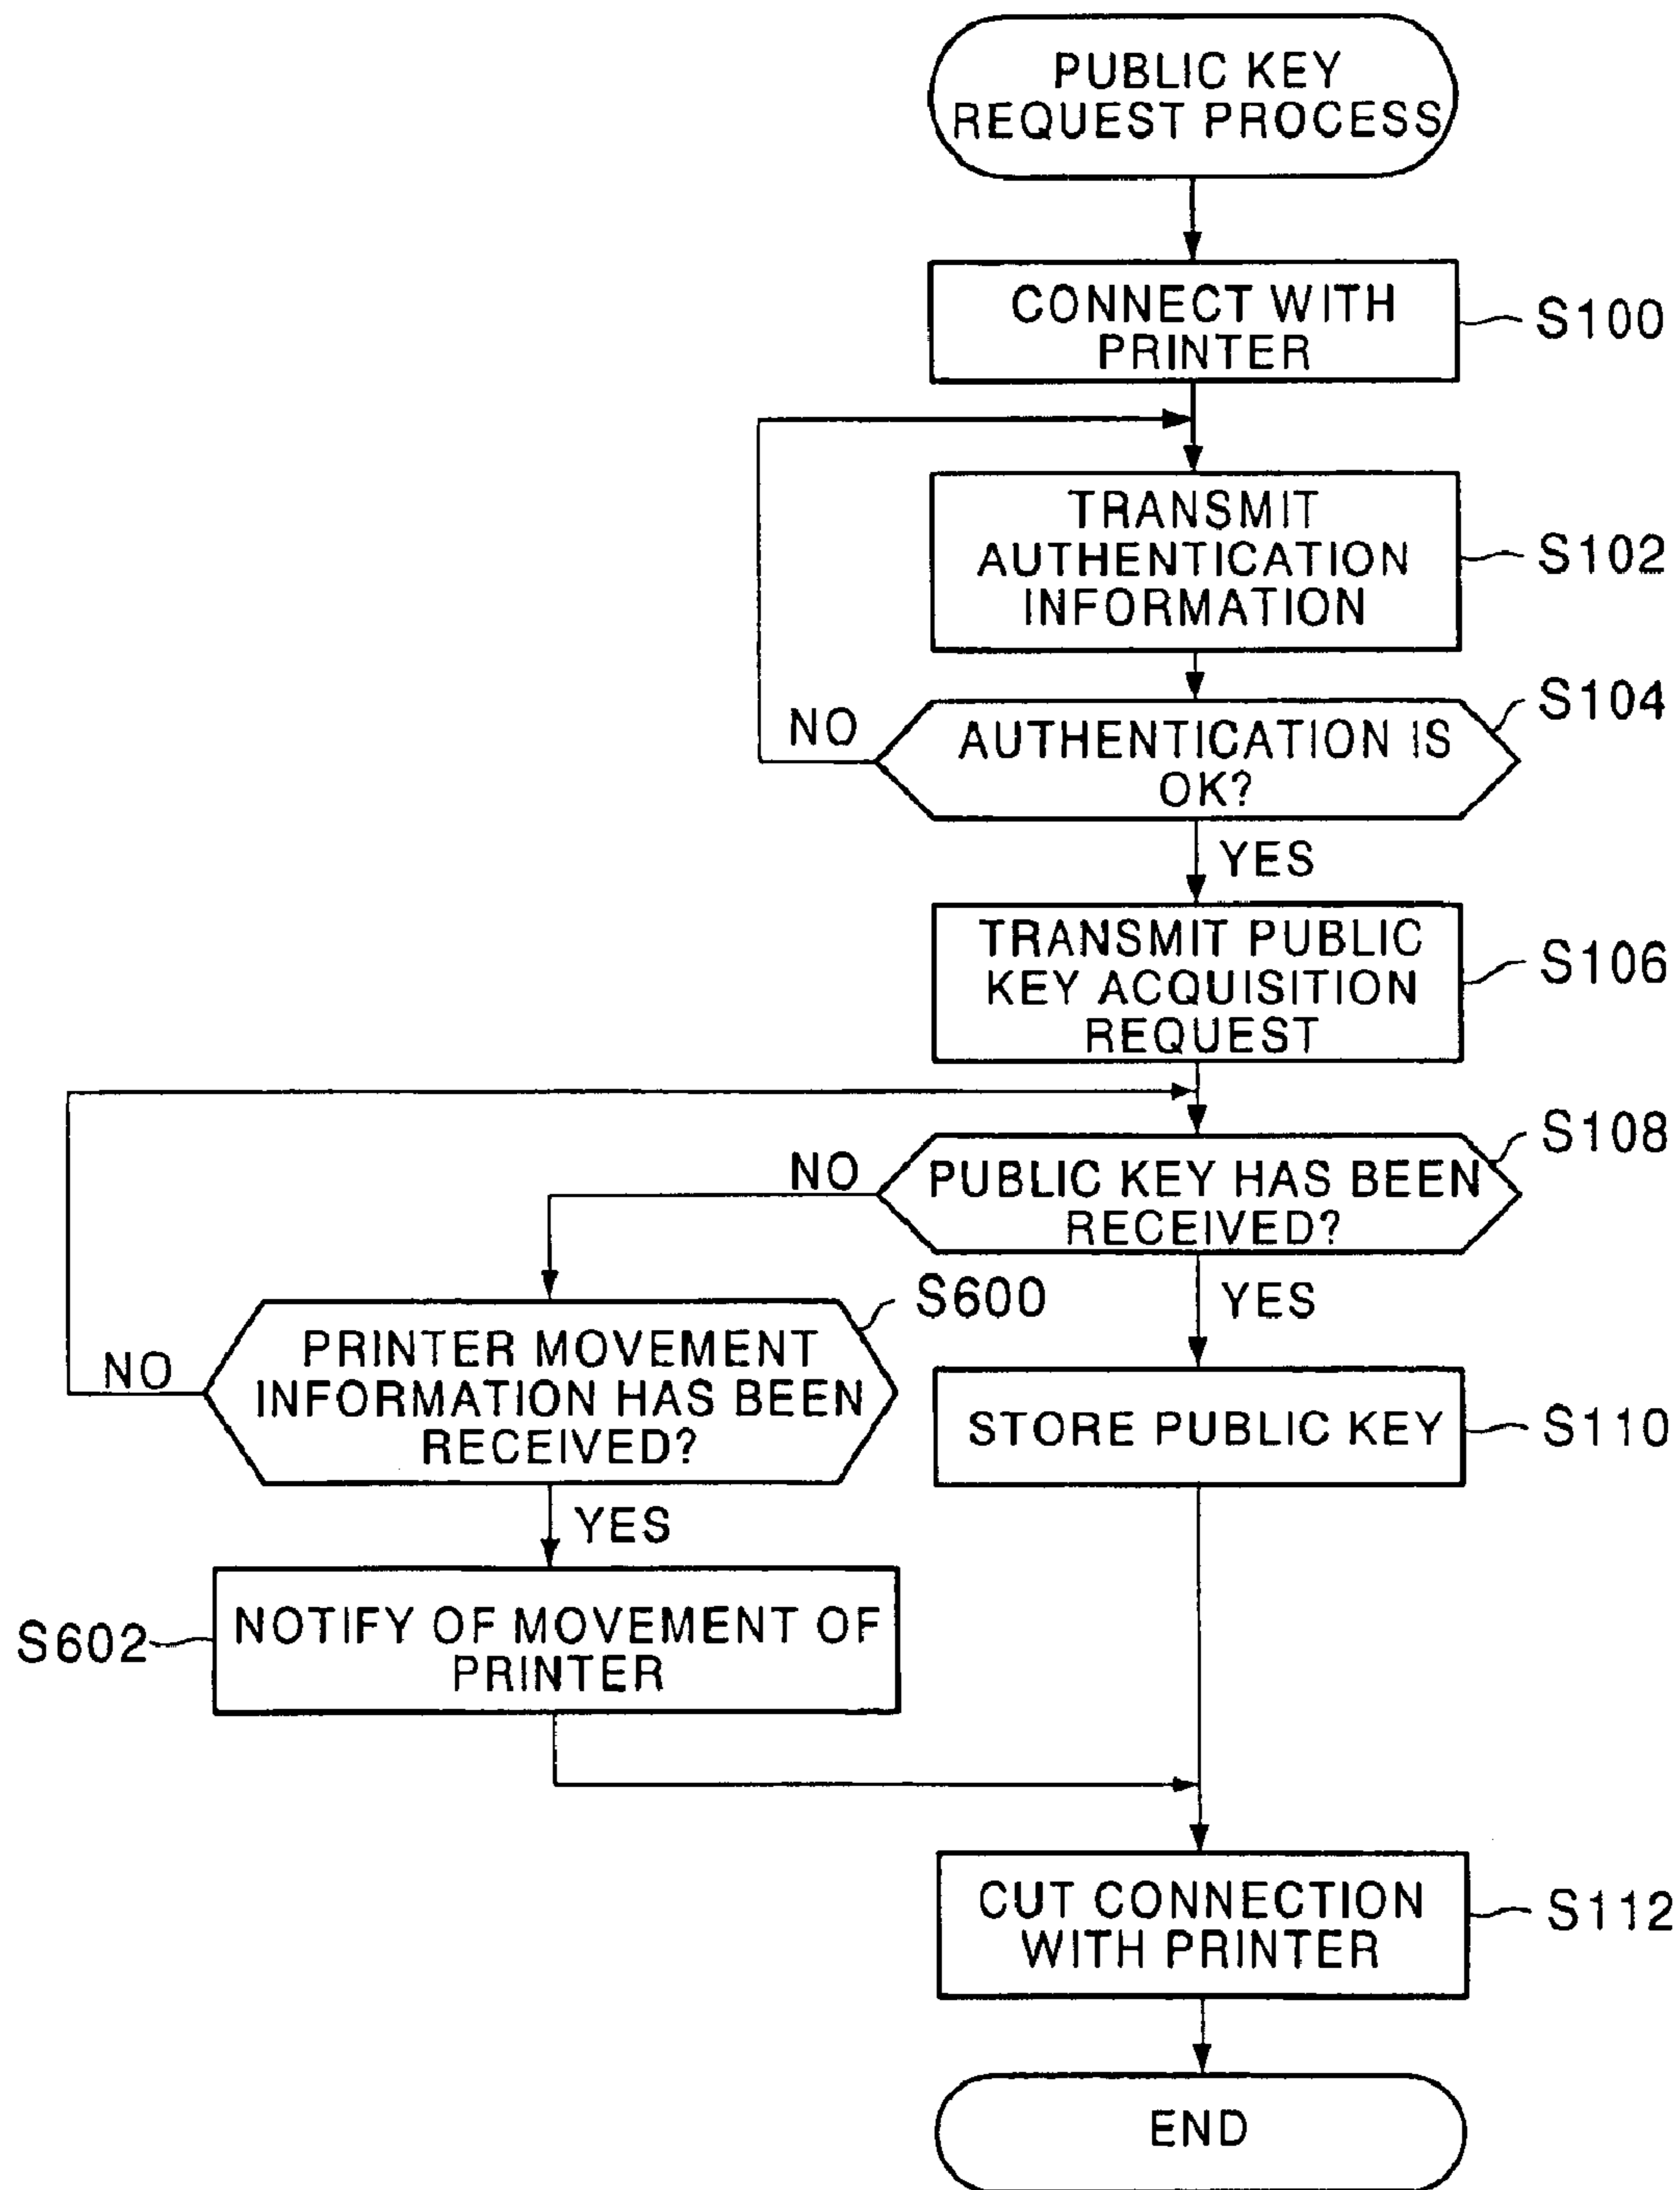 PUBLIC KEY
REQUEST PROCESS
CONNECT WITH
PRINTER
S100
TRANSMIT
AUTHENTICATION
INFORMATION
S102
S104
NO
AUTHENTICATION IS
OK?
YES
TRANSMIT PUBLIC
KEY ACQUISITION
REQUEST
S106
S108
NO
PUBLIC KEY HAS BEEN
RECEIVED?
YES
S600
NO
PRINTER MOVEMENT
INFORMATION HAS BEEN
RECEIVED?
STORE PUBLIC KEY
S110
YES
S602
NOTIFY OF MOVEMENT OF
PRINTER
CUT CONNECTION
WITH PRINTER
S112
END